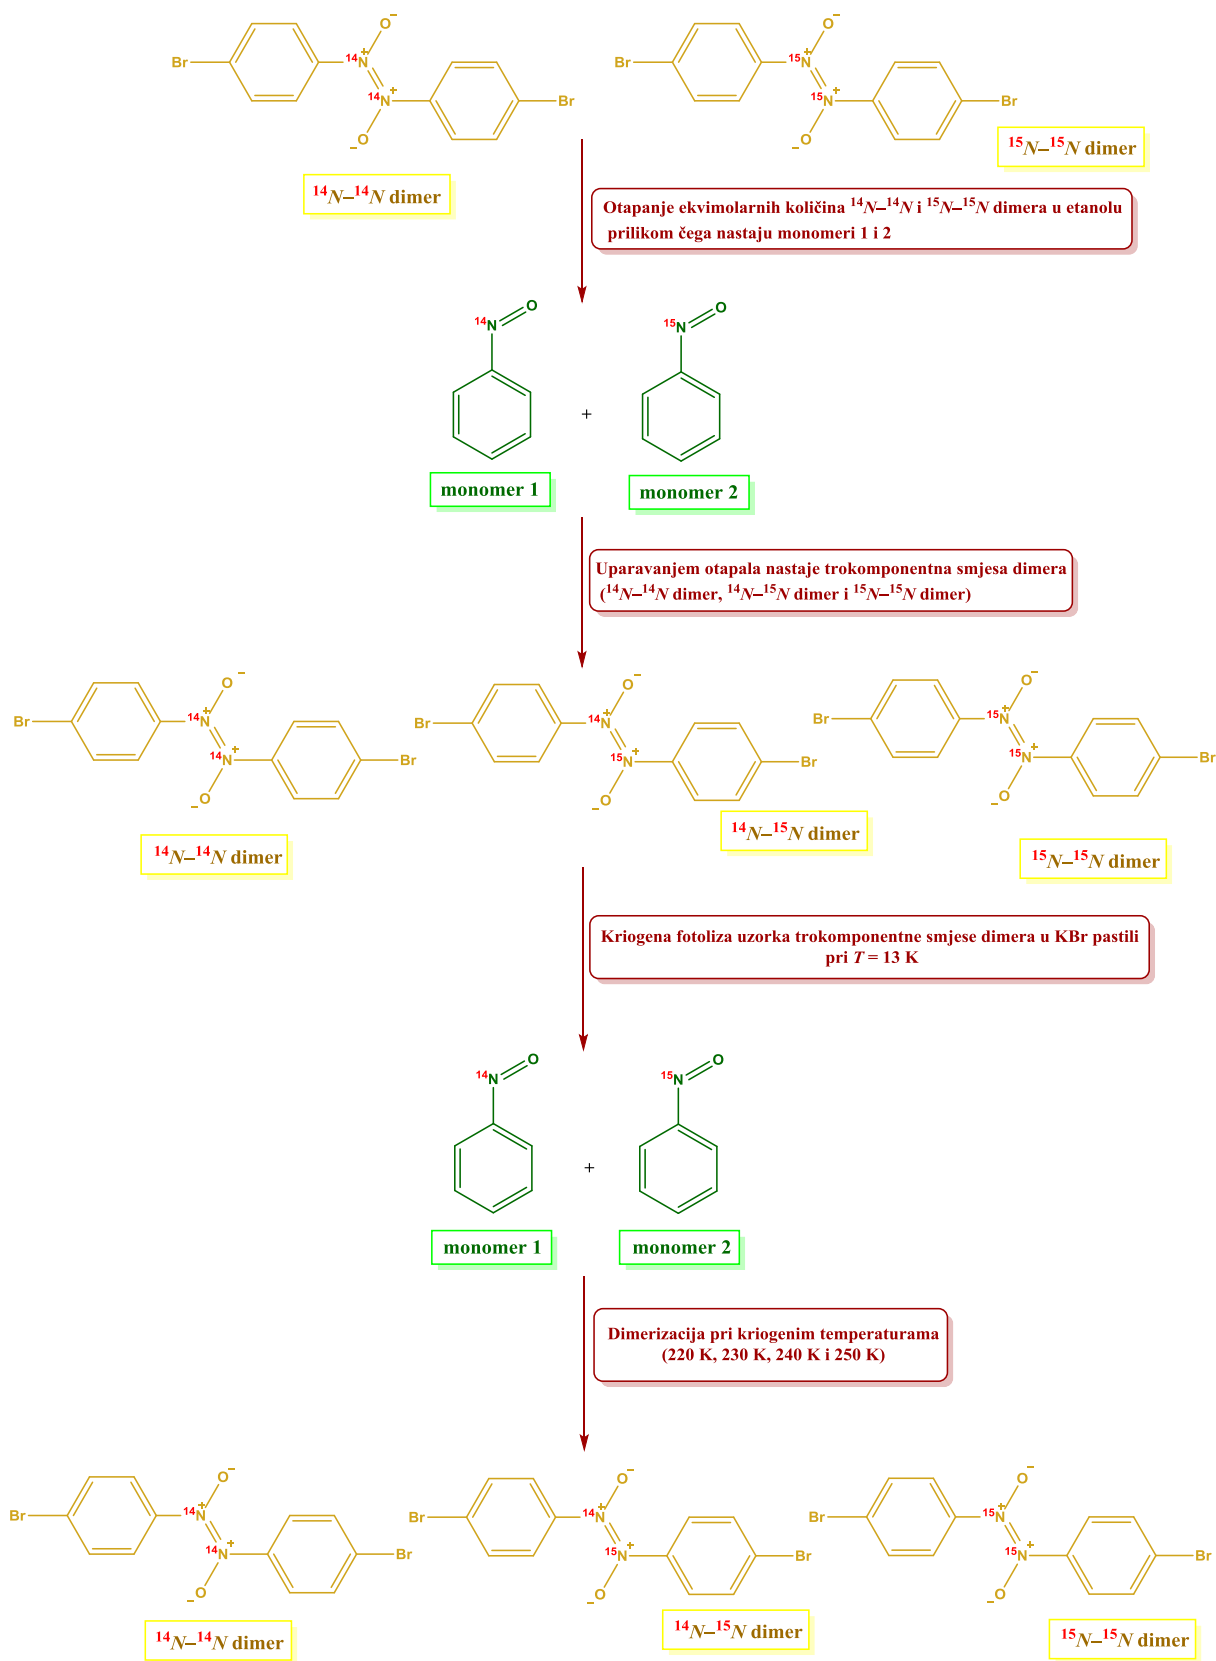 Br 14N + O− 14N + O− Br
Br 15N + O− 15N + O− Br
14N–14N dimer
15N–15N dimer
Otapanje ekvimolarnih količina 14N–14N i 15N–15N dimera u etanolu
prilikom čega nastaju monomeri 1 i 2
14N O
15N O
+
monomer 1
monomer 2
Uparavanjem otapala nastaje trokomponentna smjesa dimera
(14N–14N dimer, 14N–15N dimer i 15N–15N dimer)
Br 14N + O− 14N + O− Br
Br 14N + O− 15N + O− Br
Br 15N + O− 15N + O− Br
14N–14N dimer
14N–15N dimer
15N–15N dimer
Kriogena fotoliza uzorka trokomponentne smjese dimera u KBr pastili
pri T = 13 K
14N O
15N O
+
monomer 1
monomer 2
Dimerizacija pri kriogenim temperaturama
(220 K, 230 K, 240 K i 250 K)
Br 14N + O− 14N + O− Br
Br 14N + O− 15N + O− Br
Br 15N + O− 15N + O− Br
14N–14N dimer
14N–15N dimer
15N–15N dimer